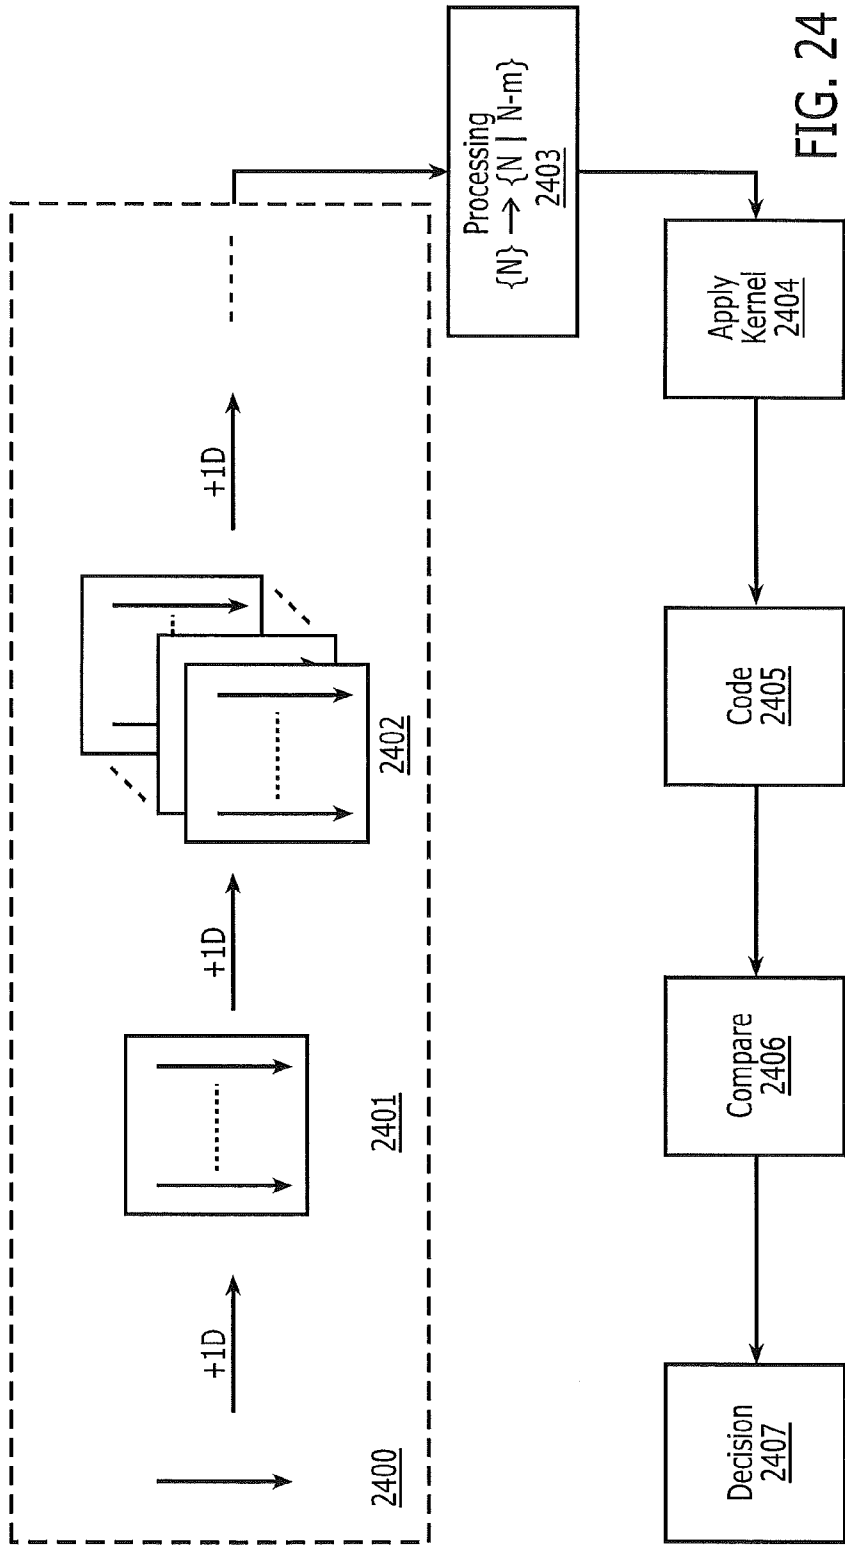 +1D
+1D
+1D
2400
2401
2402
Processing
{N} → {N | N-m}
2403
Apply
Kernel
2404
Code
2405
Compare
2406
Decision
2407
FIG. 24